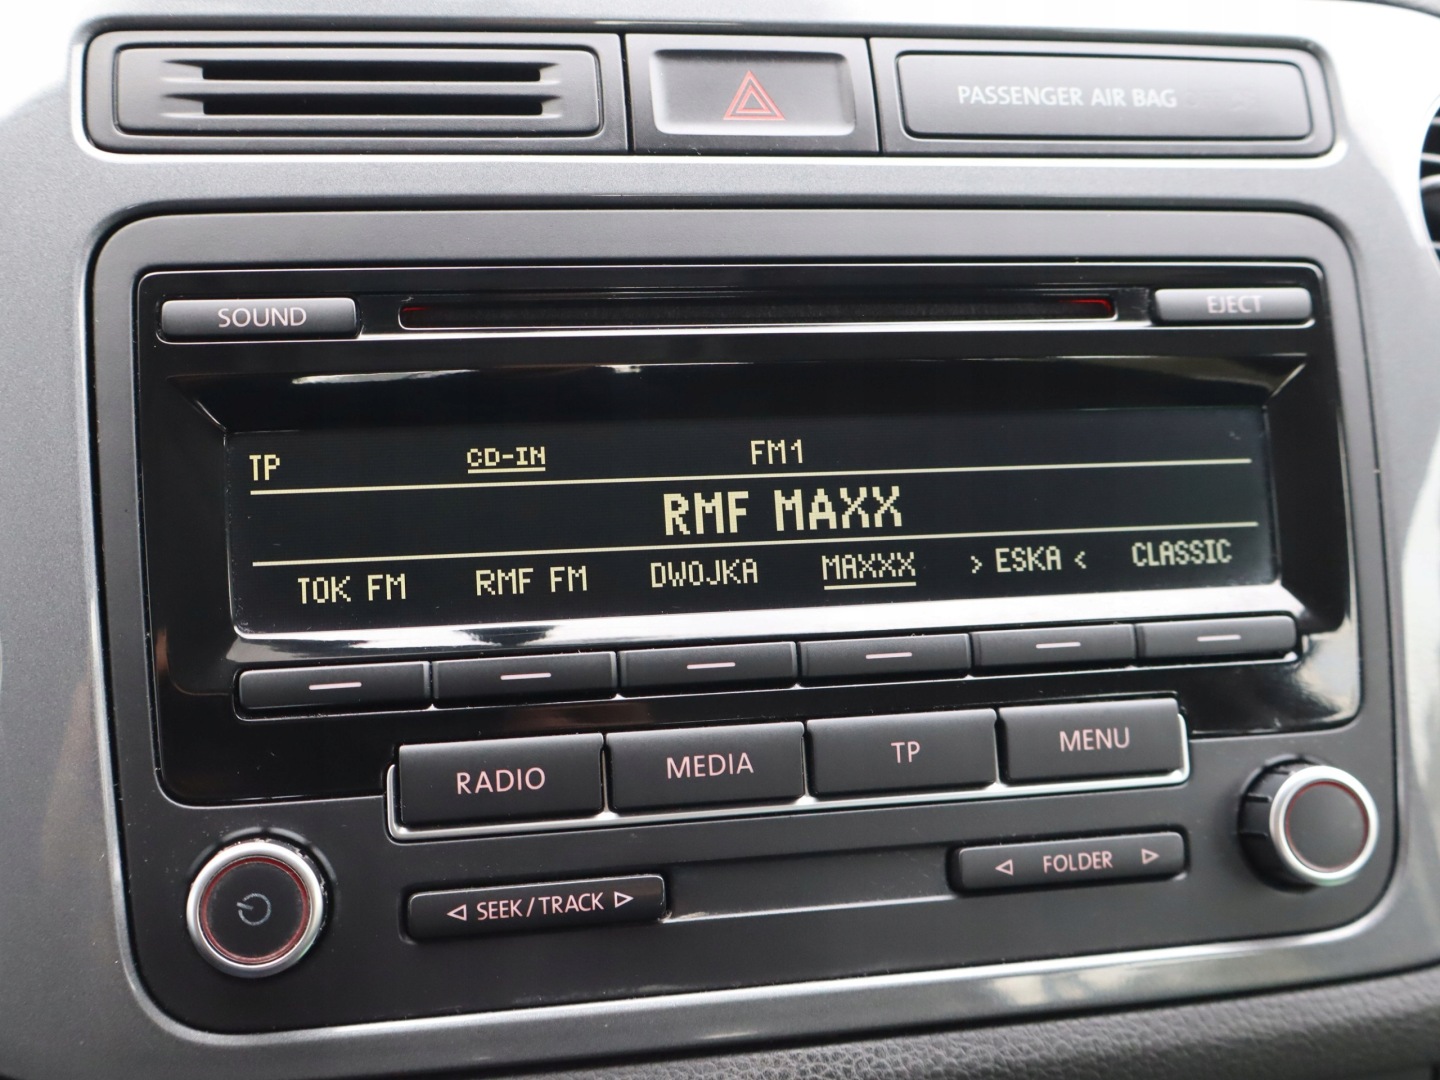 PASSENGER AIR BAG
SOUND
EJECT
TP CD-IN FM1
RMF MAXX
TOK FM RMF FM DWOJKA MAXXX > ESKA < CLASSIC
RADIO MEDIA TP MENU
◁ SEEK/TRACK ▷
◁ FOLDER ▷